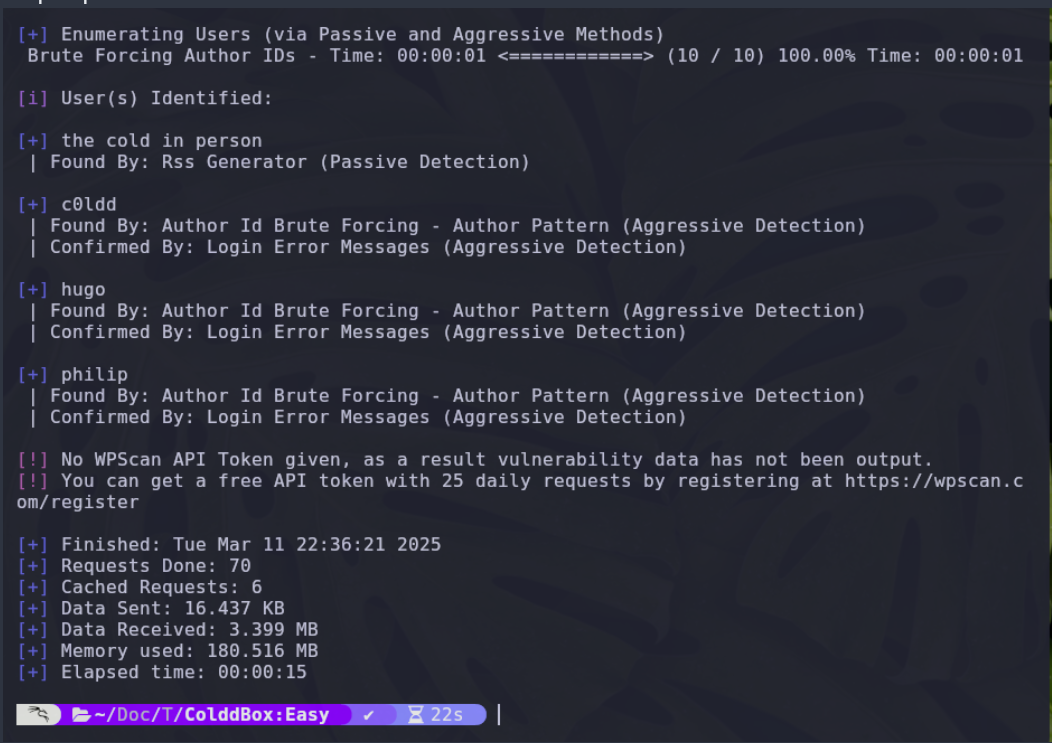 [+] Enumerating Users (via Passive and Aggressive Methods)
 Brute Forcing Author IDs - Time: 00:00:01 <============> (10 / 10) 100.00% Time: 00:00:01
[i] User(s) Identified:
[+] the cold in person
 | Found By: Rss Generator (Passive Detection)
[+] c0ldd
 | Found By: Author Id Brute Forcing - Author Pattern (Aggressive Detection)
 | Confirmed By: Login Error Messages (Aggressive Detection)
[+] hugo
 | Found By: Author Id Brute Forcing - Author Pattern (Aggressive Detection)
 | Confirmed By: Login Error Messages (Aggressive Detection)
[+] philip
 | Found By: Author Id Brute Forcing - Author Pattern (Aggressive Detection)
 | Confirmed By: Login Error Messages (Aggressive Detection)
[!] No WPScan API Token given, as a result vulnerability data has not been output.
[!] You can get a free API token with 25 daily requests by registering at https://wpscan.c
om/register
[+] Finished: Tue Mar 11 22:36:21 2025
[+] Requests Done: 70
[+] Cached Requests: 6
[+] Data Sent: 16.437 KB
[+] Data Received: 3.399 MB
[+] Memory used: 180.516 MB
[+] Elapsed time: 00:00:15
~/Doc/T/ColddBox:Easy ✔ 22s